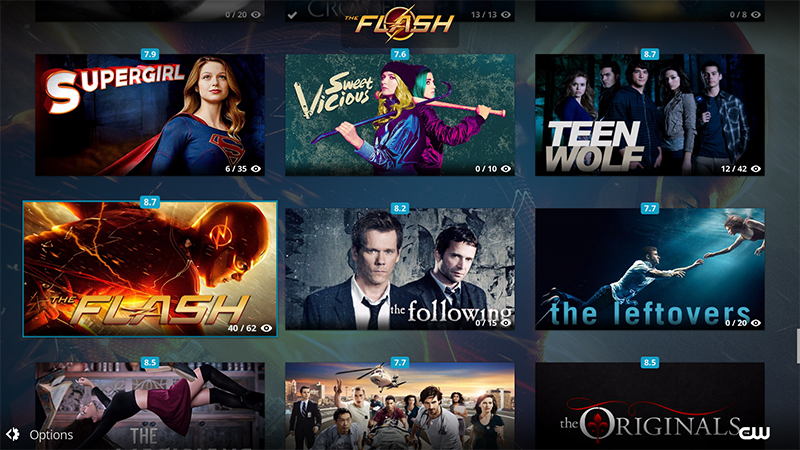 0 / 20
13 / 13
THE FLASH
0 / 8
7.9
7.6
8.7
SUPERGIRL
Sweet
Vicious
TEEN
WOLF
6 / 35
0 / 10
12 / 42
8.7
8.2
7.7
THE FLASH
the following
the leftovers
40 / 62
0 / 15
0 / 20
8.5
7.7
8.5
THE
the ORIGINALS
Options
CW